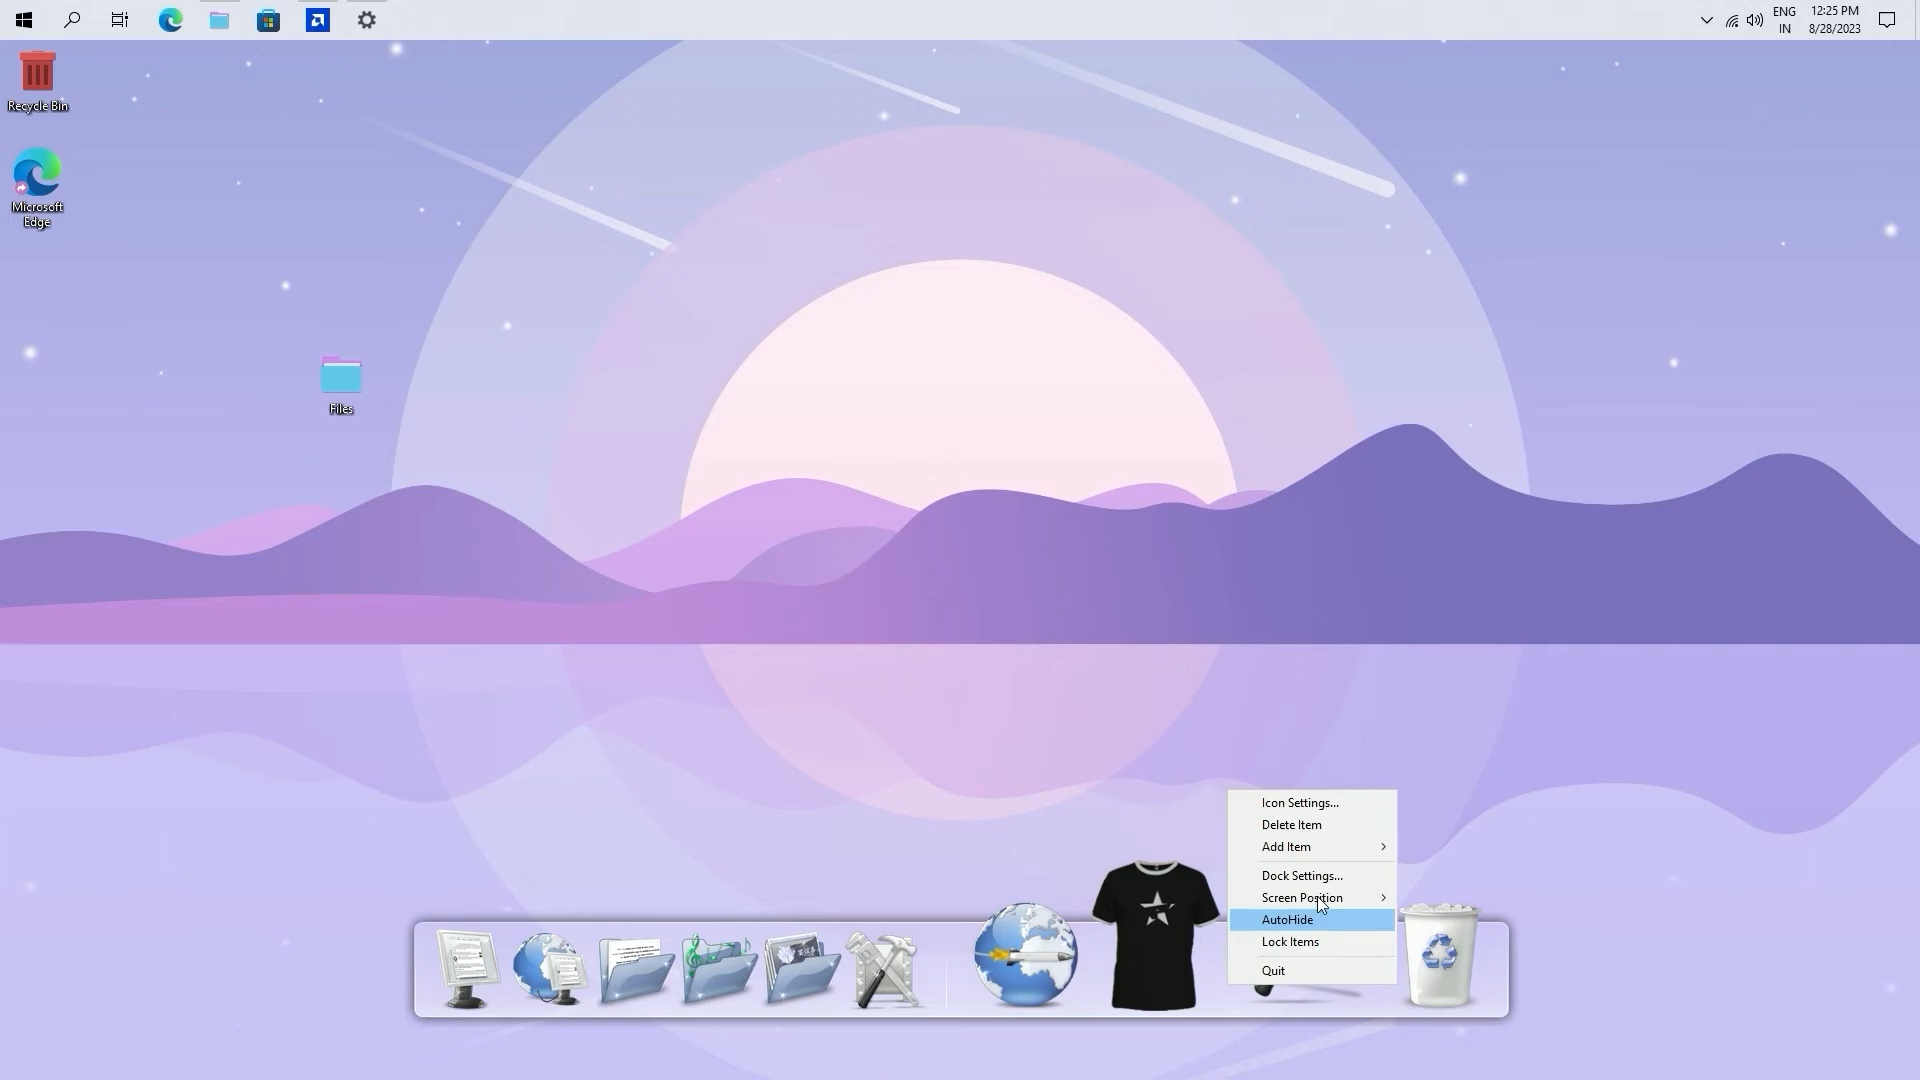 ENG
IN
12:25 PM
8/28/2023
Recycle Bin
Microsoft
Edge
Files
Icon Settings...
Delete Item
Add Item
Dock Settings...
Screen Position
AutoHide
Lock Items
Quit